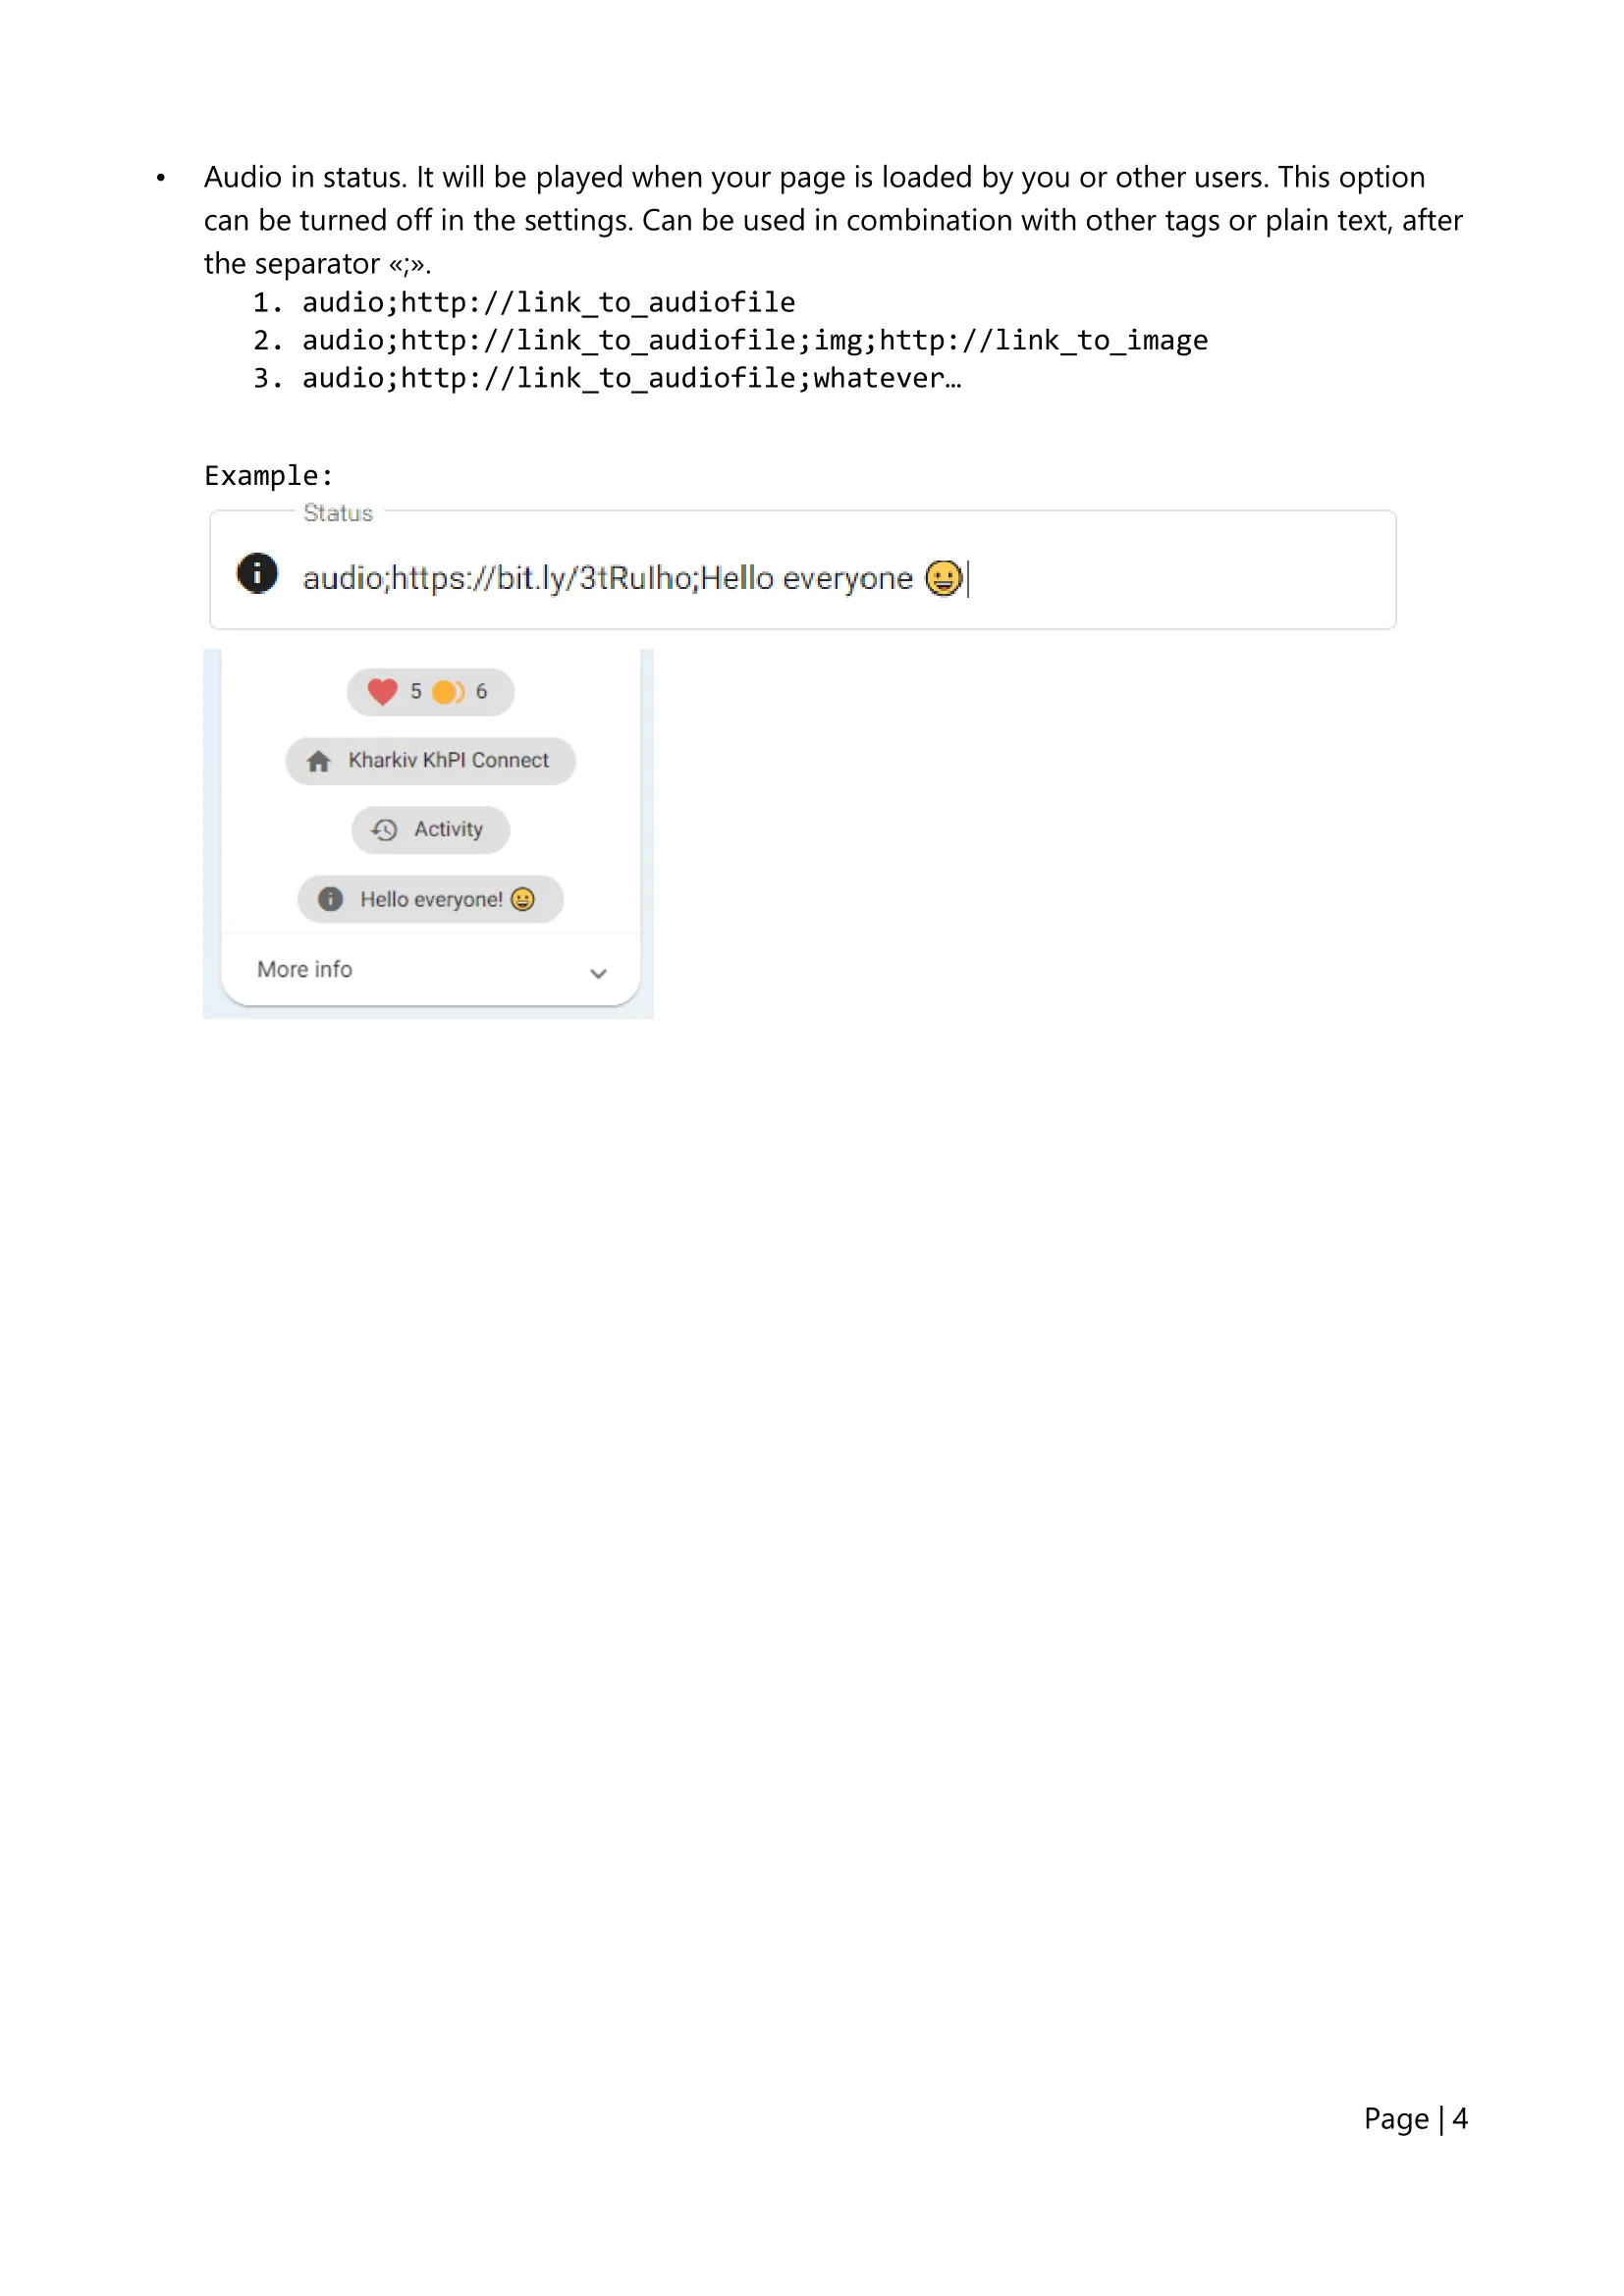 • Audio in status. It will be played when your page is loaded by you or other users. This option
can be turned off in the settings. Can be used in combination with other tags or plain text, after
the separator «;».
1. audio;http://link_to_audiofile
2. audio;http://link_to_audiofile;img;http://link_to_image
3. audio;http://link_to_audiofile;whatever…
Example:
Status
audio;https://bit.ly/3tRuIho;Hello everyone 😀
5 6
Kharkiv KhPI Connect
Activity
Hello everyone! 😀
More info
Page | 4